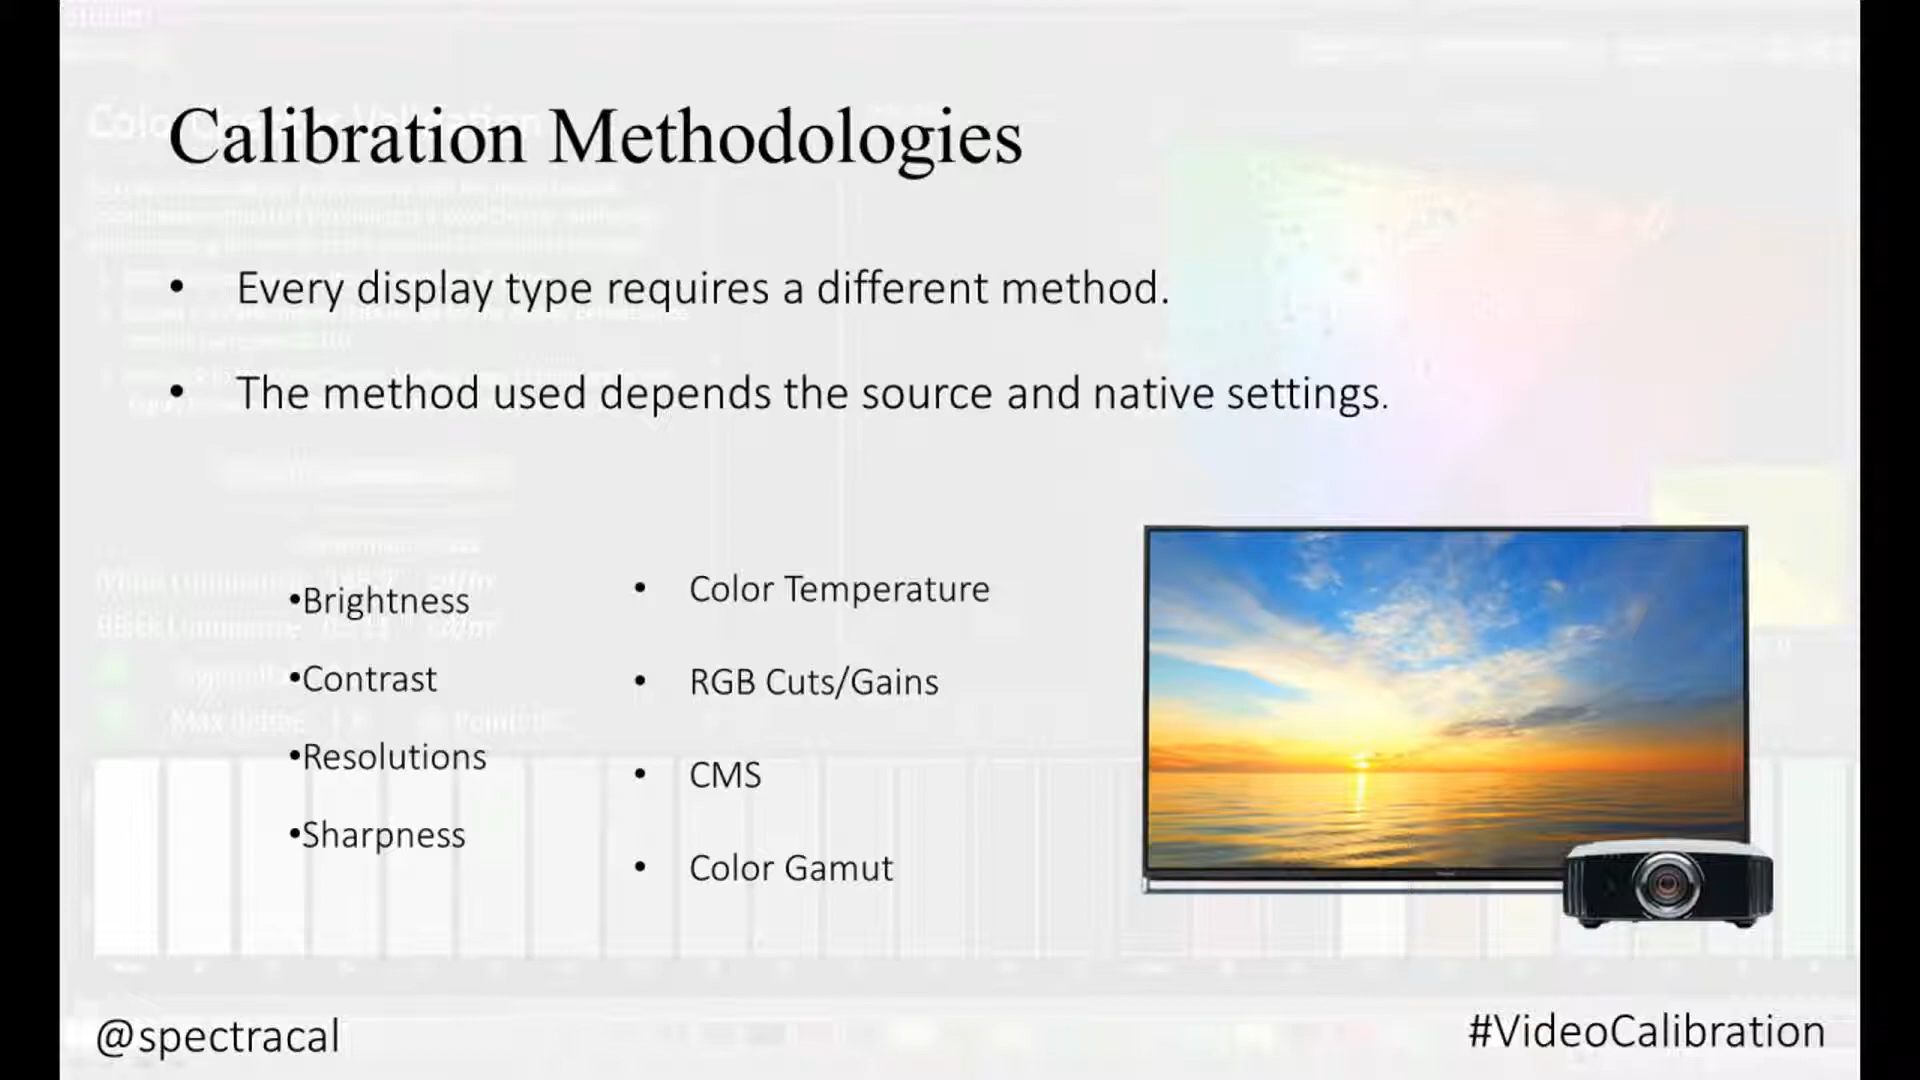 Calibration Methodologies
• Every display type requires a different method.
• The method used depends the source and native settings.
•Brightness
•Contrast
•Resolutions
•Sharpness
• Color Temperature
• RGB Cuts/Gains
• CMS
• Color Gamut
@spectracal
#VideoCalibration